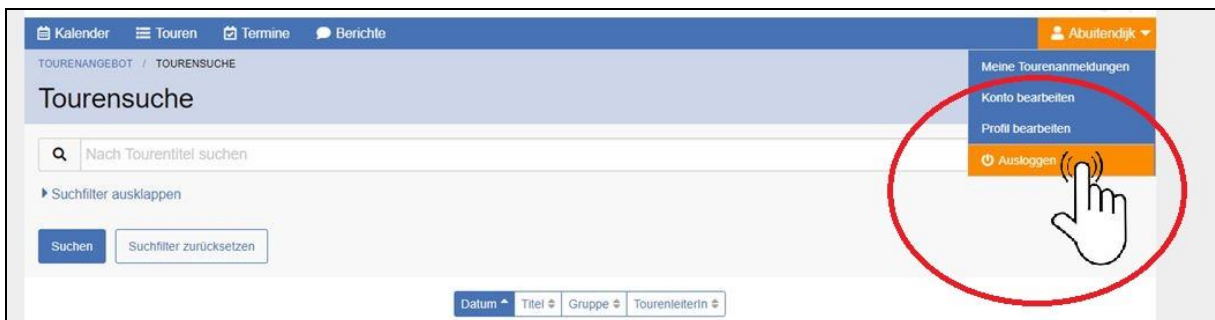 Kalender Touren Termine Berichte Abuitendijk
TOURENANGEBOT / TOURENSUCHE
Meine Tourenanmeldungen
Tourensuche
Konto bearbeiten
Profil bearbeiten
Nach Tourentitel suchen
Ausloggen
Suchfilter ausklappen
Suchen Suchfilter zurücksetzen
Datum Titel Gruppe TourenleiterIn